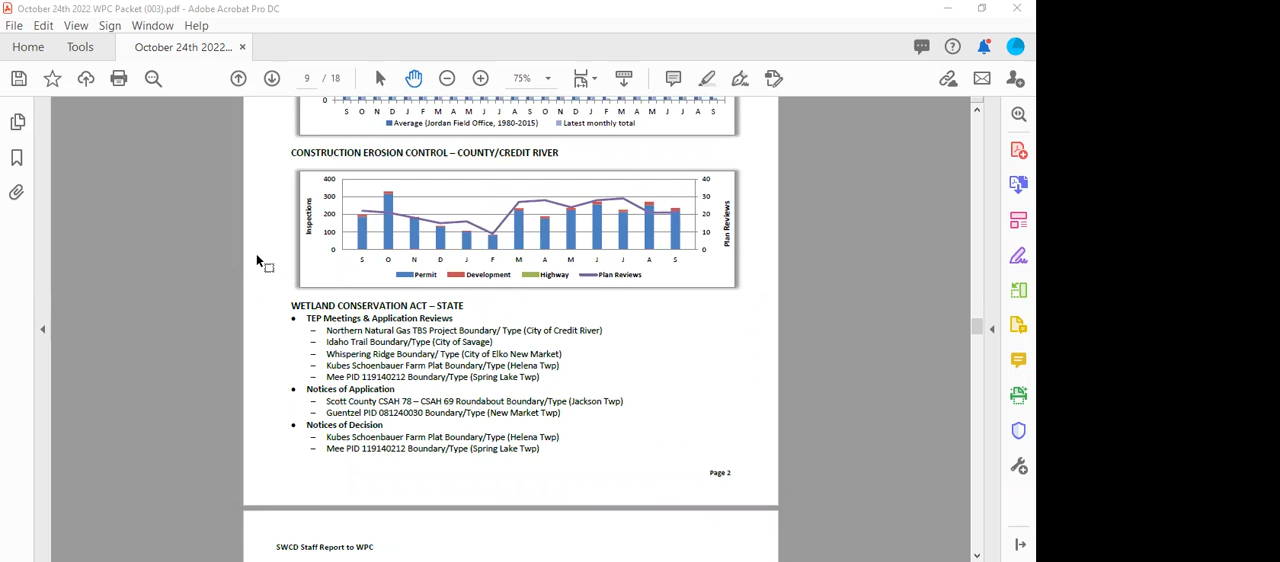 October 24th 2022 WPC Packet (003).pdf - Adobe Acrobat Pro DC
File Edit View Sign Window Help
Home Tools October 24th 2022... ×
9 / 18 75%
0
S O N D J F M A M J J A S O N D J F M A M J J A S
Average (Jordan Field Office, 1980-2015) Latest monthly total
CONSTRUCTION EROSION CONTROL – COUNTY/CREDIT RIVER
400 40
300 30
200 20
100 10
0 0
Inspections
Plan Reviews
S O N D J F M A M J J A S
Permit Development Highway Plan Reviews
WETLAND CONSERVATION ACT – STATE
• TEP Meetings & Application Reviews
– Northern Natural Gas TBS Project Boundary/ Type (City of Credit River)
– Idaho Trail Boundary/Type (City of Savage)
– Whispering Ridge Boundary/ Type (City of Elko New Market)
– Kubes Schoenbauer Farm Plat Boundary/Type (Helena Twp)
– Mee PID 119140212 Boundary/Type (Spring Lake Twp)
• Notices of Application
– Scott County CSAH 78 – CSAH 69 Roundabout Boundary/Type (Jackson Twp)
– Guentzel PID 081240030 Boundary/Type (New Market Twp)
• Notices of Decision
– Kubes Schoenbauer Farm Plat Boundary/Type (Helena Twp)
– Mee PID 119140212 Boundary/Type (Spring Lake Twp)
Page 2
SWCD Staff Report to WPC